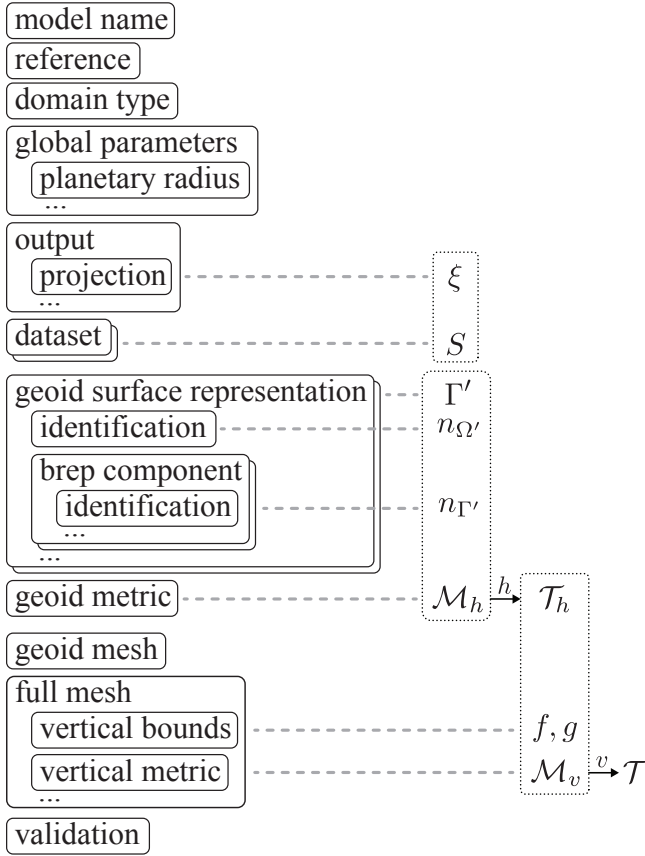 model name
reference
domain type
global parameters
planetary radius
...
output
projection
ξ
...
dataset
S
geoid surface representation
Γ′
identification
n_Ω′
brep component
identification
n_Γ′
...
...
geoid metric
ℳ_h h 𝒯_h
geoid mesh
full mesh
vertical bounds
f, g
vertical metric
ℳ_v v 𝒯
...
validation